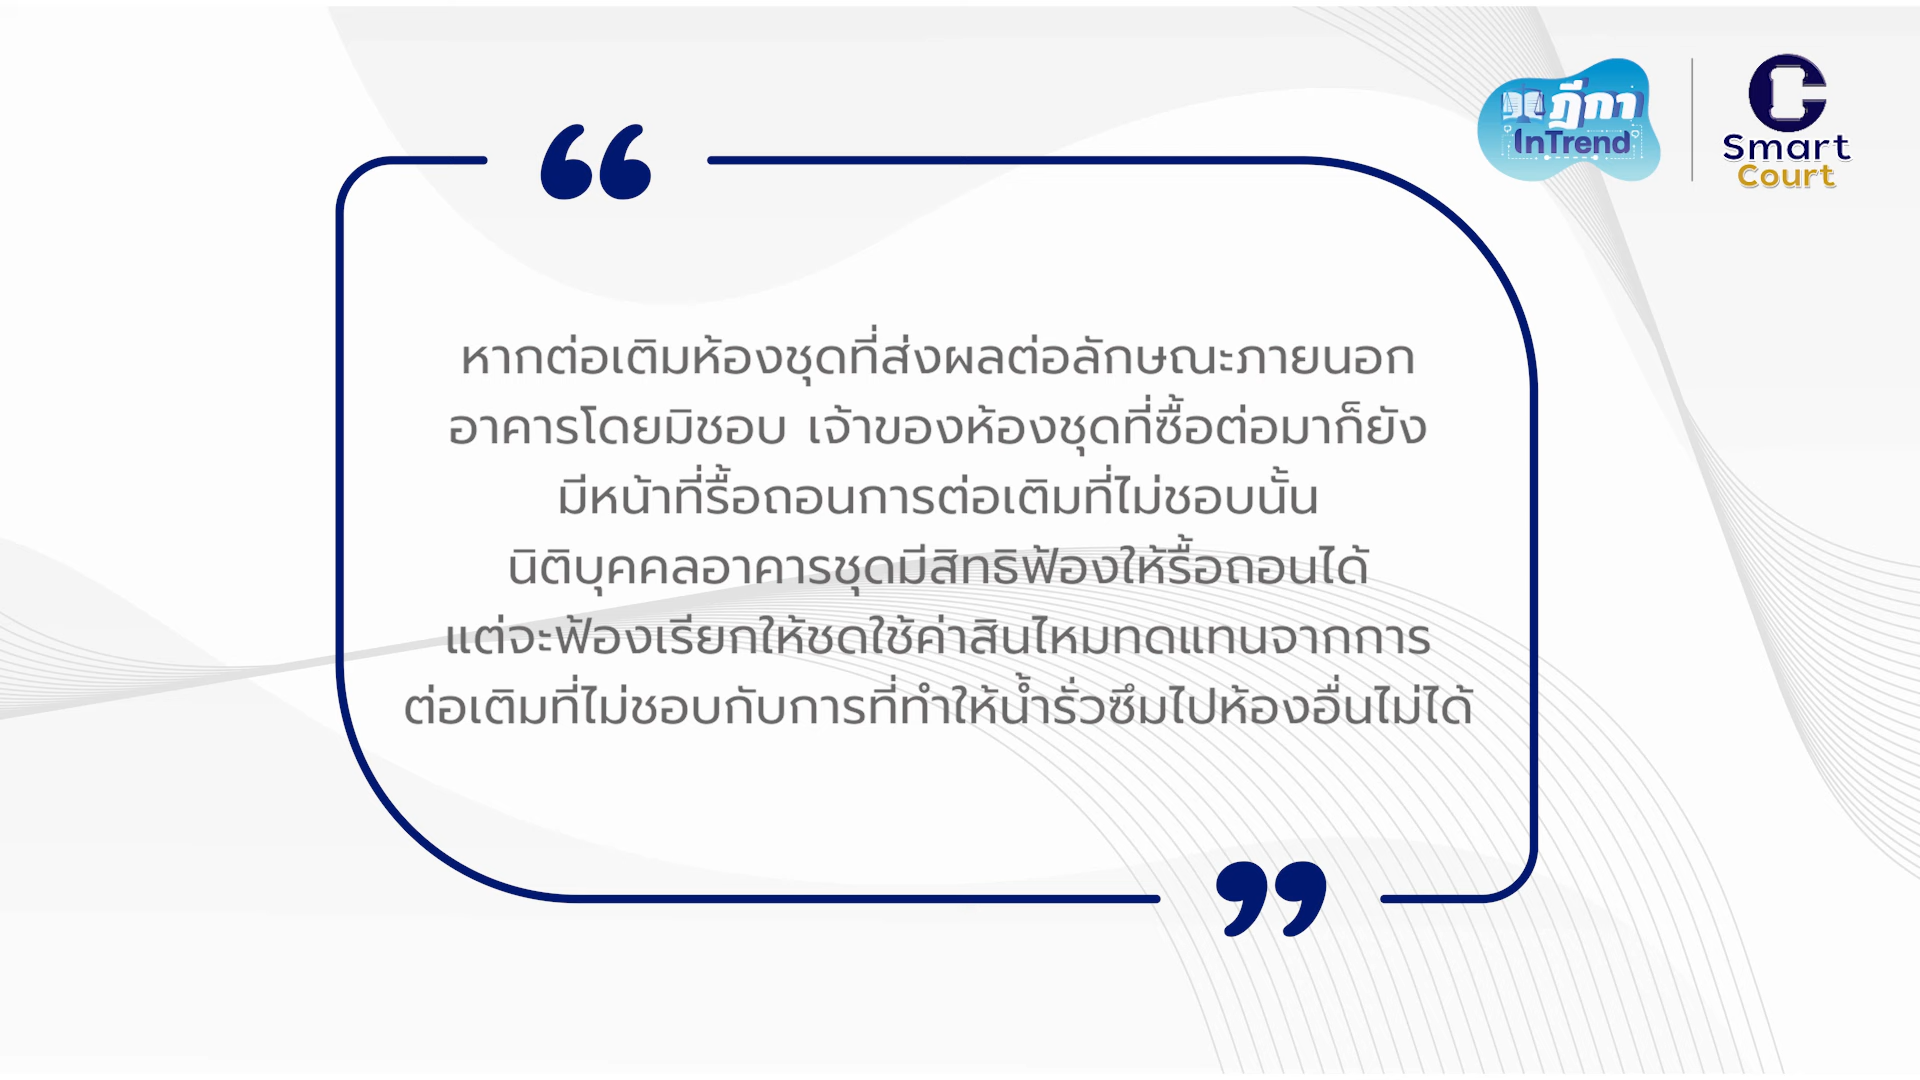 ฎีกา
InTrend
Smart
Court
หากต่อเติมห้องชุดที่ส่งผลต่อลักษณะภายนอก
อาคารโดยมิชอบ เจ้าของห้องชุดที่ซื้อต่อมาก็ยัง
มีหน้าที่รื้อถอนการต่อเติมที่ไม่ชอบนั้น
นิติบุคคลอาคารชุดมีสิทธิฟ้องให้รื้อถอนได้
แต่จะฟ้องเรียกให้ชดใช้ค่าสินไหมทดแทนจากการ
ต่อเติมที่ไม่ชอบกับการที่ทำให้น้ำรั่วซึมไปห้องอื่นไม่ได้